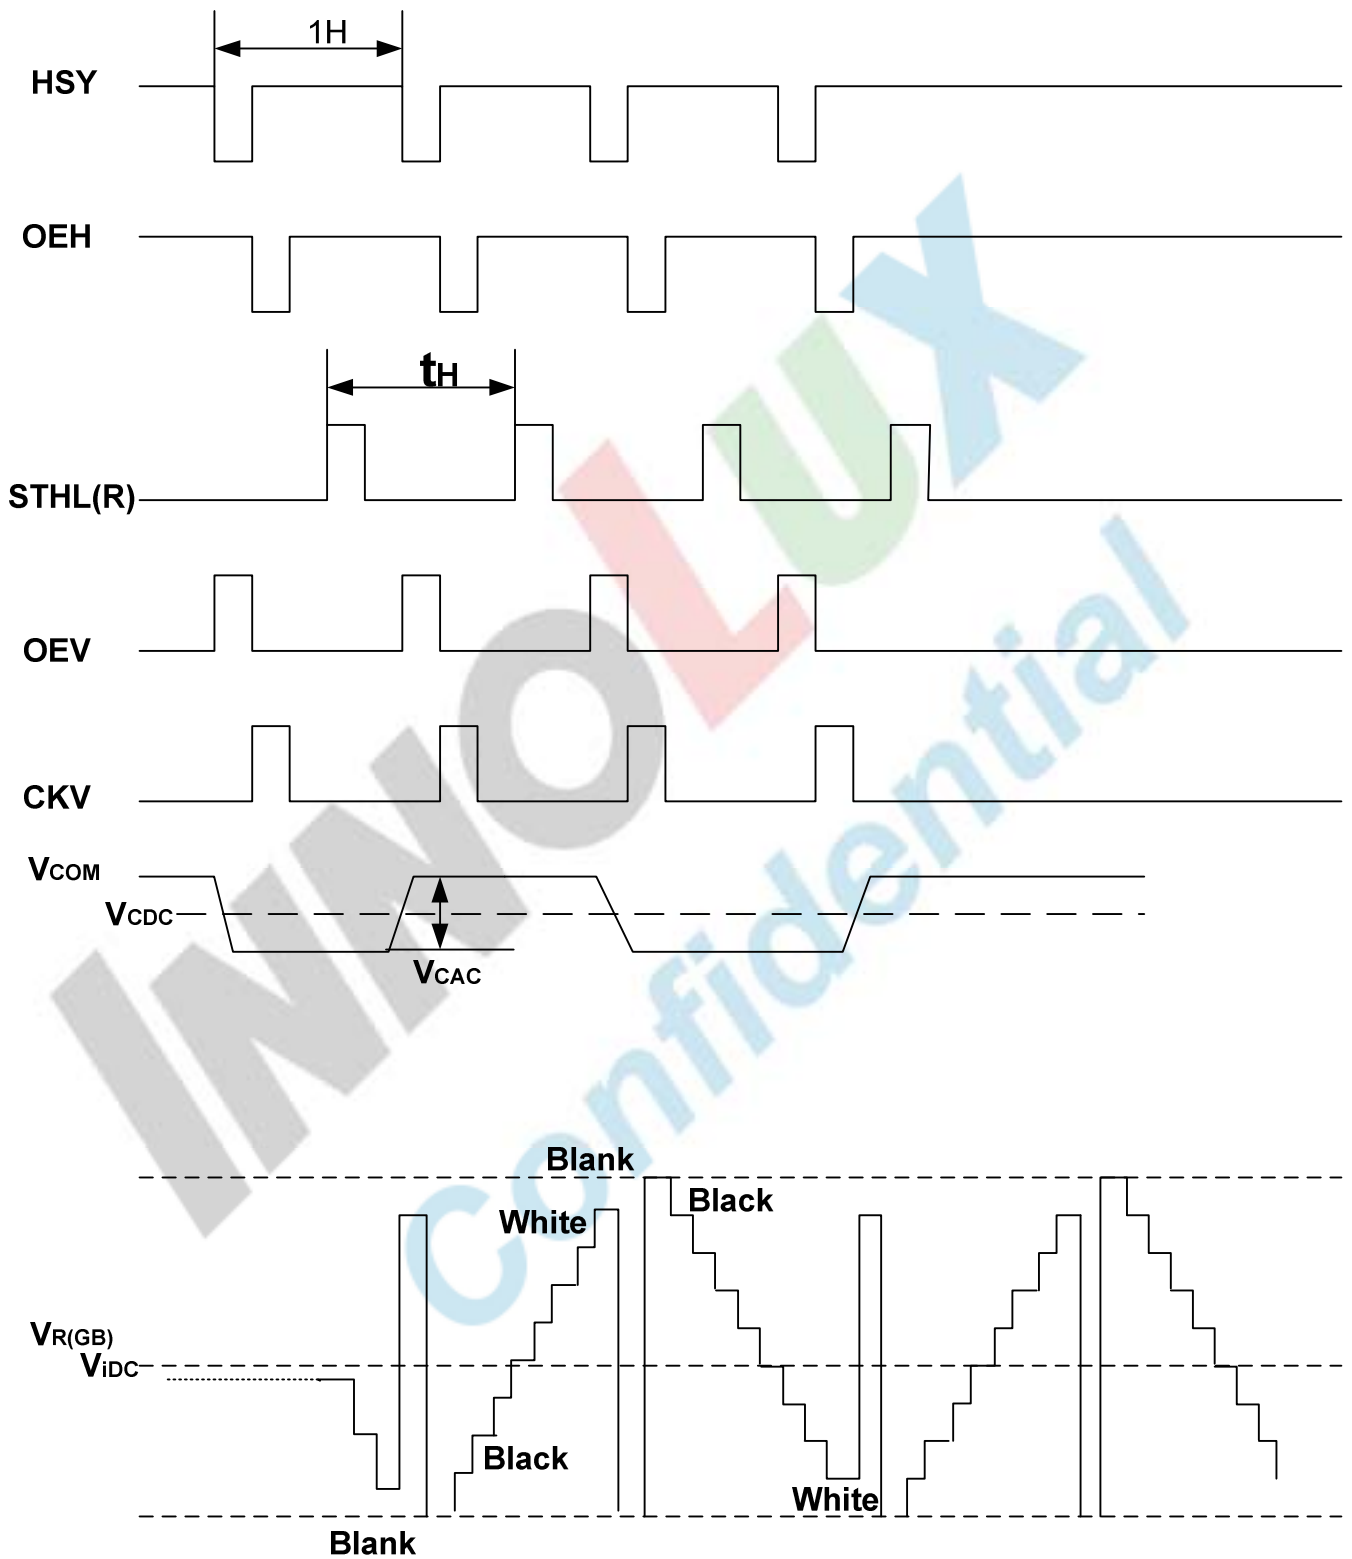 1H
HSY
OEH
tH
STHL(R)
OEV
CKV
VCOM
VCDC
VCAC
INNOLUX
Confidential
Blank
Black
White
VR(GB)
ViDC
Black
White
Blank